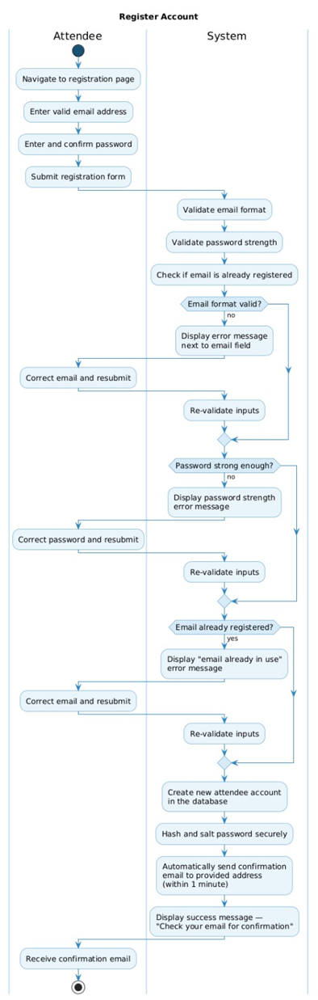 Register Account
Attendee
System
Navigate to registration page
Enter valid email address
Enter and confirm password
Submit registration form
Validate email format
Validate password strength
Check if email is already registered
Email format valid?
no
Display error message
next to email field
Correct email and resubmit
Re-validate inputs
Password strong enough?
no
Display password strength
error message
Correct password and resubmit
Re-validate inputs
Email already registered?
yes
Display "email already in use"
error message
Correct email and resubmit
Re-validate inputs
Create new attendee account
in the database
Hash and salt password securely
Automatically send confirmation
email to provided address
(within 1 minute)
Display success message —
"Check your email for confirmation"
Receive confirmation email